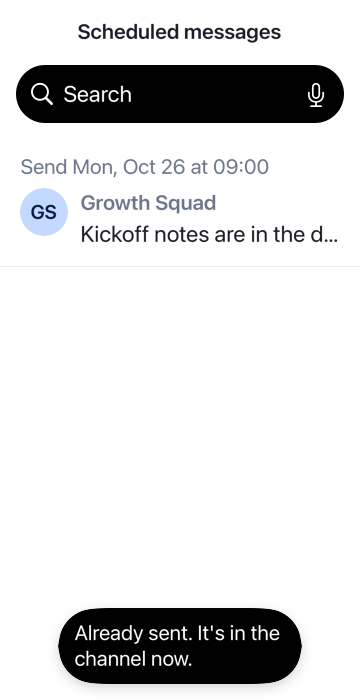 Scheduled messages
Search
Send Mon, Oct 26 at 09:00
GS
Growth Squad
Kickoff notes are in the d...
Already sent. It's in the
channel now.